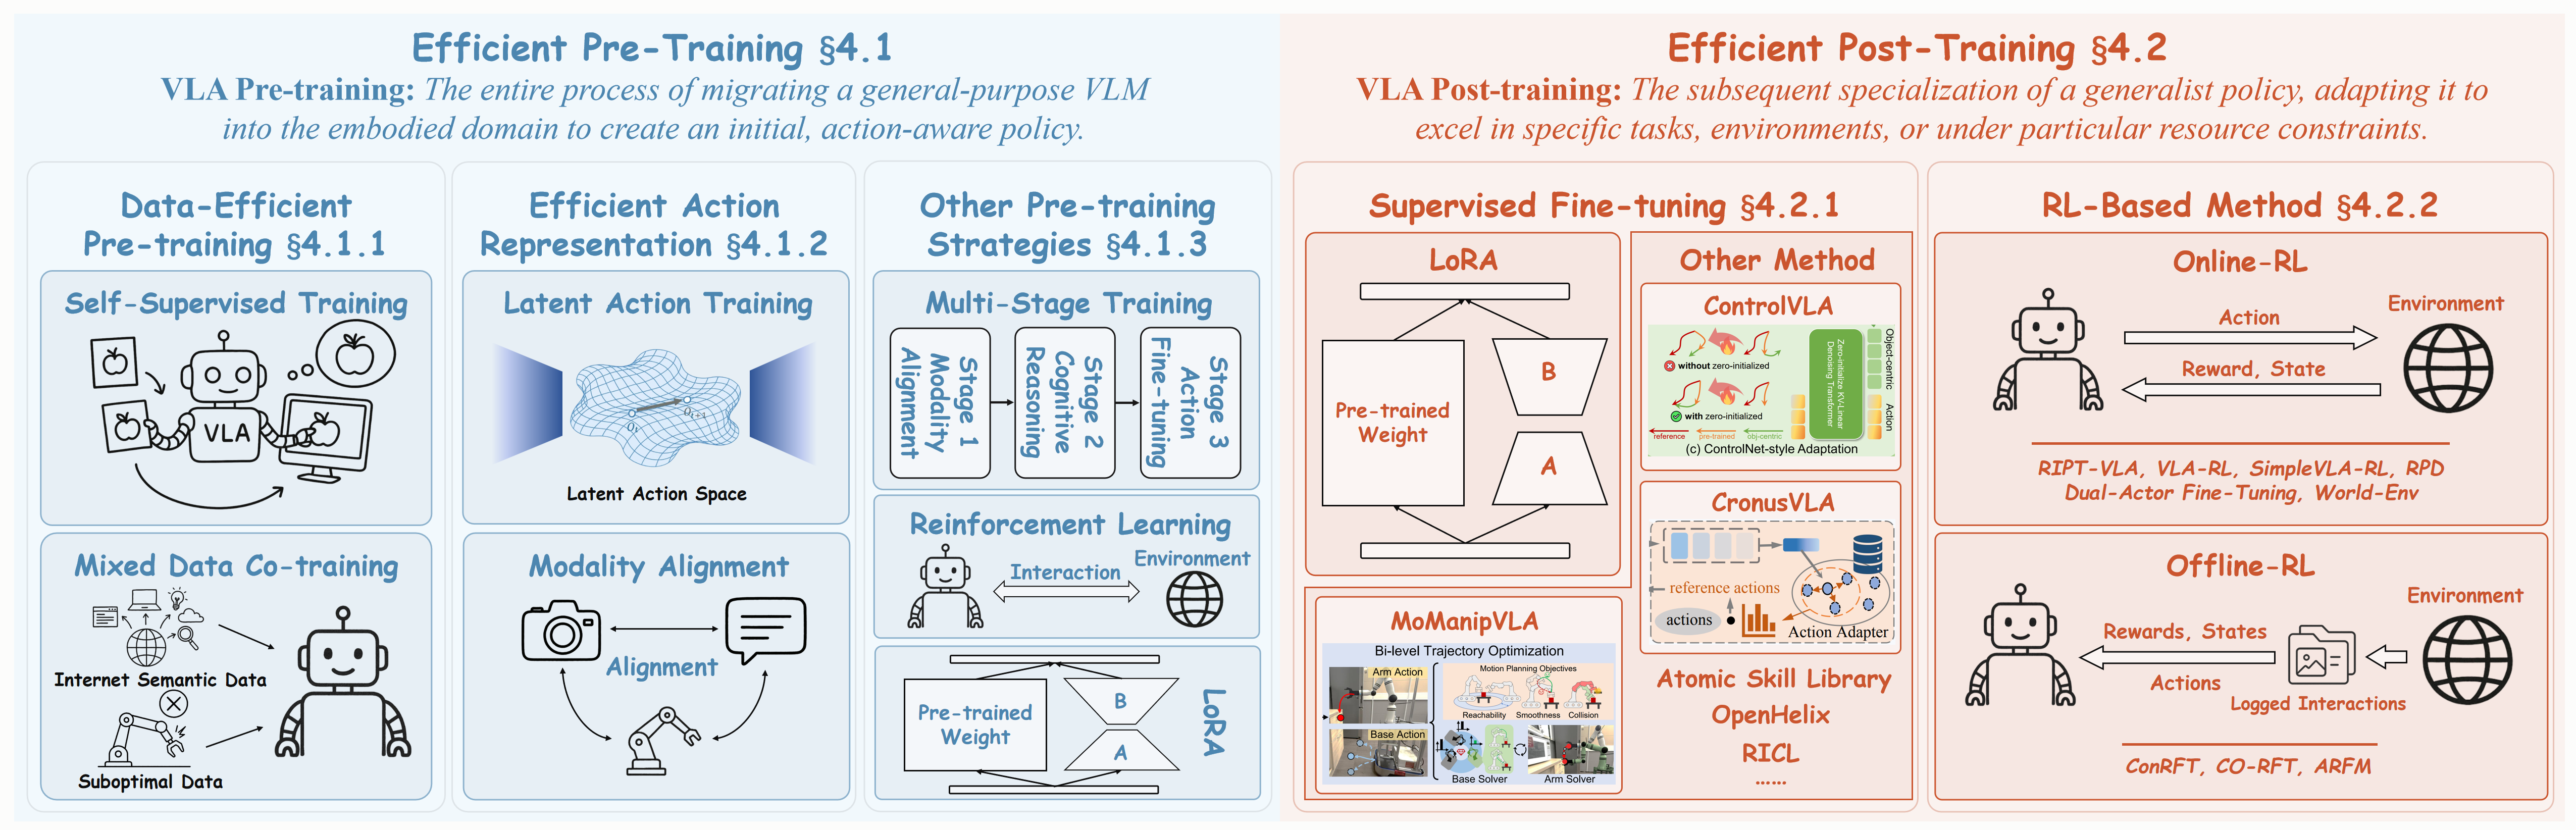 Efficient Pre-Training §4.1
VLA Pre-training: The entire process of migrating a general-purpose VLM
into the embodied domain to create an initial, action-aware policy.
Data-Efficient
Pre-training §4.1.1
Self-Supervised Training
VLA
Mixed Data Co-training
Internet Semantic Data
Suboptimal Data
Efficient Action
Representation §4.1.2
Latent Action Training
Q_t
Q_{t+1}
Latent Action Space
Modality Alignment
Alignment
Other Pre-training
Strategies §4.1.3
Multi-Stage Training
Stage 1
Modality
Alignment
Stage 2
Cognitive
Reasoning
Stage 3
Action
Fine-tuning
Reinforcement Learning
Interaction
Environment
Pre-trained
Weight
B
A
LoRA
Efficient Post-Training §4.2
VLA Post-training: The subsequent specialization of a generalist policy, adapting it to
excel in specific tasks, environments, or under particular resource constraints.
Supervised Fine-tuning §4.2.1
LoRA
Pre-trained
Weight
B
A
Other Method
ControlVLA
without zero-initialized
with zero-initialized
reference
pre-trained
obj-centric
Zero-initialize KV-Linear
Denoising Transformer
Object-centric
Action
(c) ControlNet-style Adaptation
CronusVLA
reference actions
actions
Action Adapter
MoManipVLA
Bi-level Trajectory Optimization
Arm Action
Base Action
Motion Planning Objectives
Reachability
Smoothness
Collision
Base Solver
Arm Solver
Atomic Skill Library
OpenHelix
RICL
......
RL-Based Method §4.2.2
Online-RL
Environment
Action
Reward, State
RIPT-VLA, VLA-RL, SimpleVLA-RL, RPD
Dual-Actor Fine-Tuning, World-Env
Offline-RL
Environment
Rewards, States
Actions
Logged Interactions
ConRFT, CO-RFT, ARFM